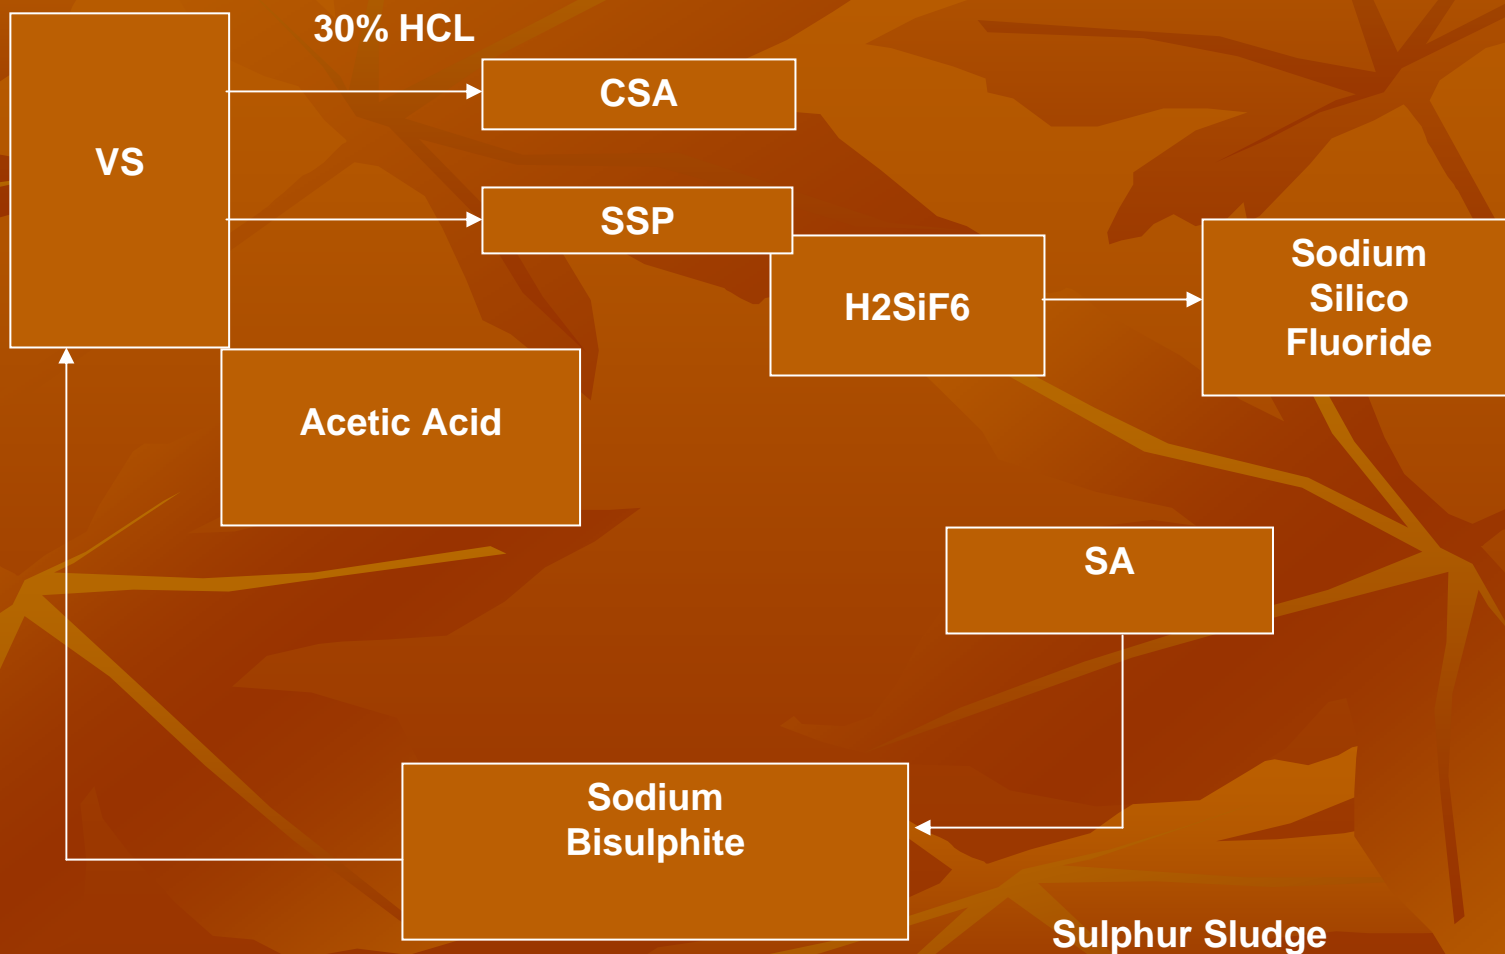 30% HCL
CSA
VS
SSP
H2SiF6
Sodium
Silico
Fluoride
Acetic Acid
SA
Sodium
Bisulphite
Sulphur Sludge